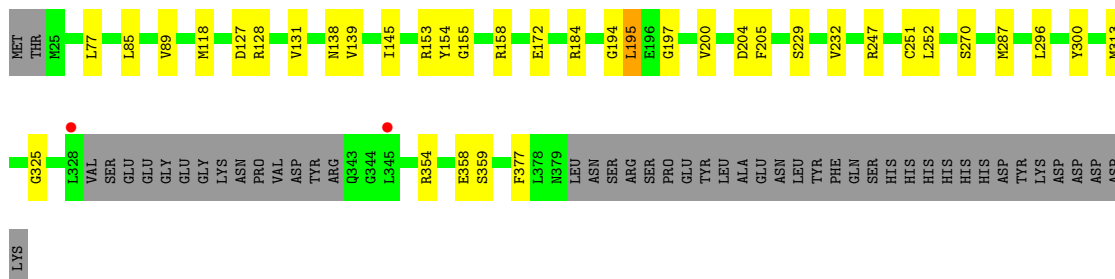 MET THR M25 L77 L85 V89 M118 D127 R128 V131 N138 V139 I145 R153 Y154 G155 R158 E172 R184 G194 L195 E196 G197 V200 D204 F205 S229 V232 R247 C251 L252 S270 M287 L296 Y300 M313
G325 L328 VAL SER GLU GLU GLY GLU GLY LYS ASN PRO VAL ASP TYR ARG Q343 G344 L345 R354 E358 S359 F377 L378 N379 LEU ASN SER ARG SER PRO GLU TYR LEU ALA GLU ASN LEU TYR PHE GLN SER HIS HIS HIS HIS HIS HIS ASP TYR LYS ASP ASP ASP ASP
LYS